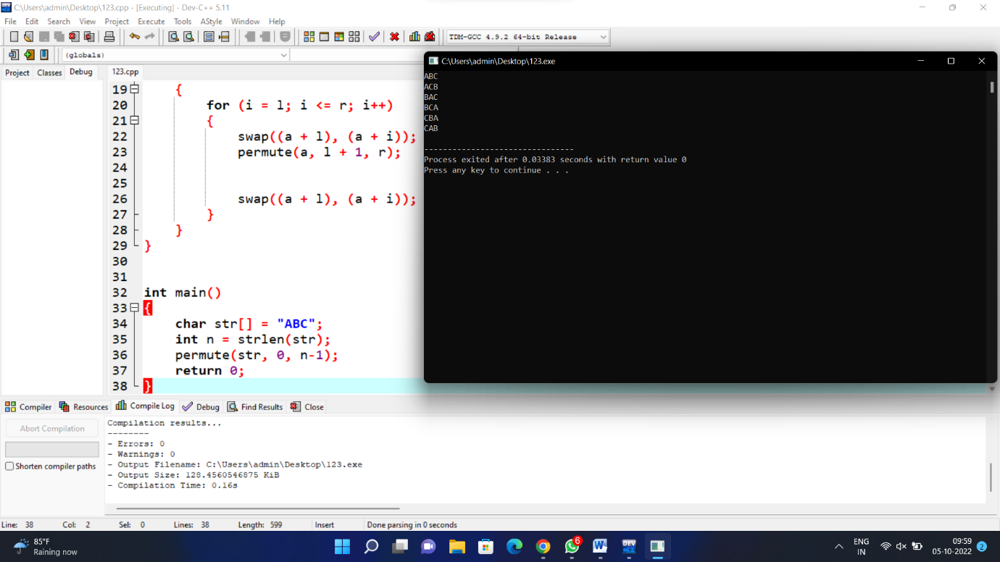 C:\Users\admin\Desktop\123.cpp - [Executing] - Dev-C++ 5.11
File Edit Search View Project Execute Tools AStyle Window Help
TDM-GCC 4.9.2 64-bit Release
(globals)
Project Classes Debug 123.cpp
19 {
20 for (i = l; i <= r; i++)
21 {
22 swap((a + l), (a + i));
23 permute(a, l + 1, r);
24
25
26 swap((a + l), (a + i));
27 }
28 }
29 }
30
31
32 int main()
33 {
34 char str[] = "ABC";
35 int n = strlen(str);
36 permute(str, 0, n-1);
37 return 0;
38 }
C:\Users\admin\Desktop\123.exe
ABC
ACB
BAC
BCA
CBA
CAB
--------------------------------
Process exited after 0.03383 seconds with return value 0
Press any key to continue . . .
Compiler Resources Compile Log Debug Find Results Close
Abort Compilation
Shorten compiler paths
Compilation results...
--------
- Errors: 0
- Warnings: 0
- Output Filename: C:\Users\admin\Desktop\123.exe
- Output Size: 128.4560546875 KiB
- Compilation Time: 0.16s
Line: 38 Col: 2 Sel: 0 Lines: 38 Length: 599 Insert Done parsing in 0 seconds
85°F
Raining now
6
W
DEV
ENG
IN
09:59
05-10-2022
2